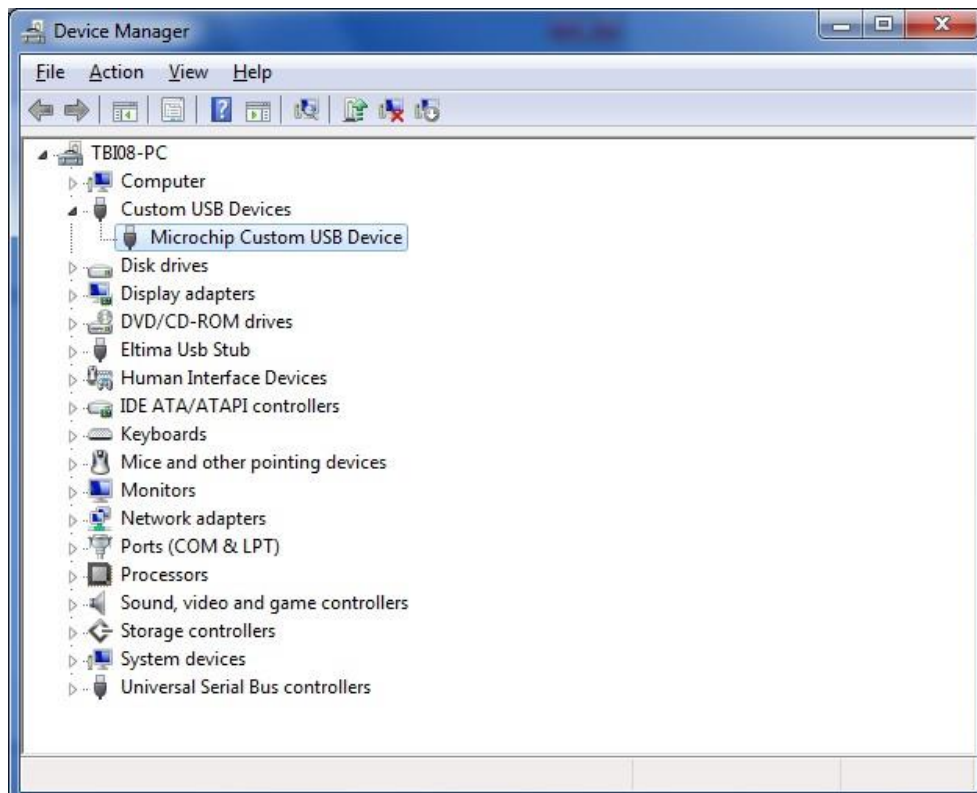 Device Manager
File Action View Help
TBI08-PC
Computer
Custom USB Devices
Microchip Custom USB Device
Disk drives
Display adapters
DVD/CD-ROM drives
Eltima Usb Stub
Human Interface Devices
IDE ATA/ATAPI controllers
Keyboards
Mice and other pointing devices
Monitors
Network adapters
Ports (COM & LPT)
Processors
Sound, video and game controllers
Storage controllers
System devices
Universal Serial Bus controllers